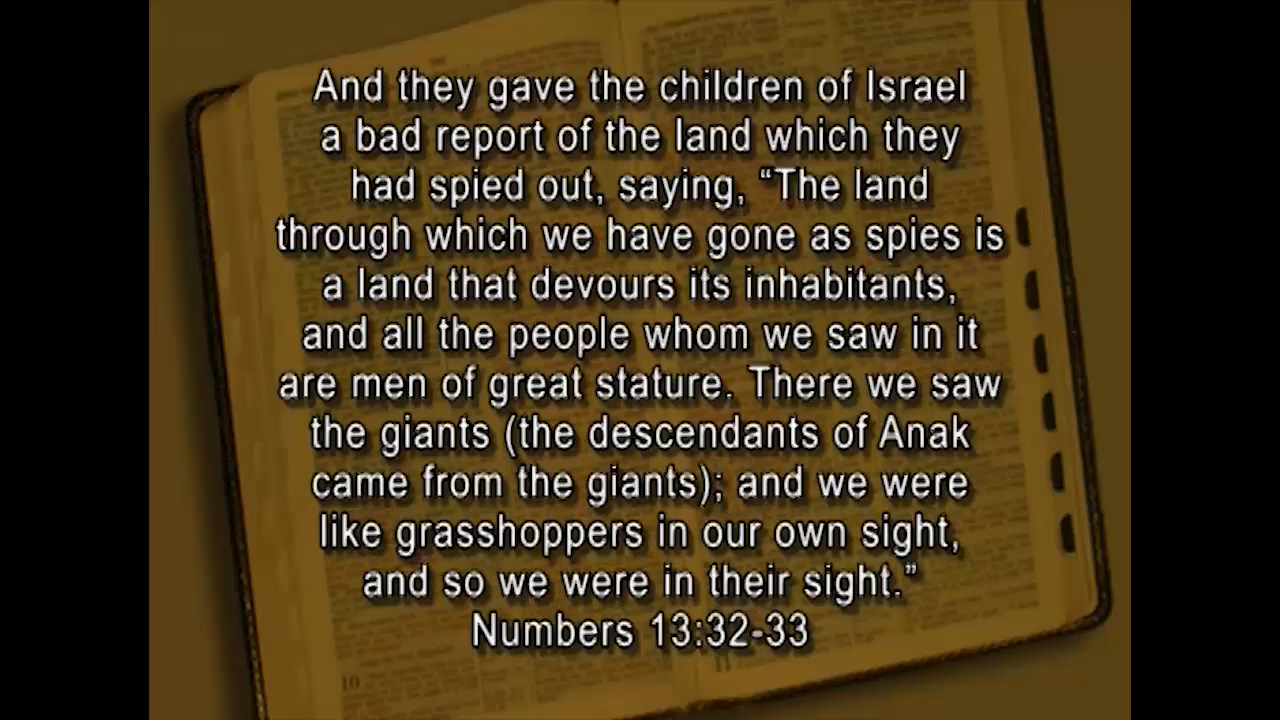 And they gave the children of Israel
a bad report of the land which they
had spied out, saying, “The land
through which we have gone as spies is
a land that devours its inhabitants,
and all the people whom we saw in it
are men of great stature. There we saw
the giants (the descendants of Anak
came from the giants); and we were
like grasshoppers in our own sight,
and so we were in their sight.”
Numbers 13:32-33